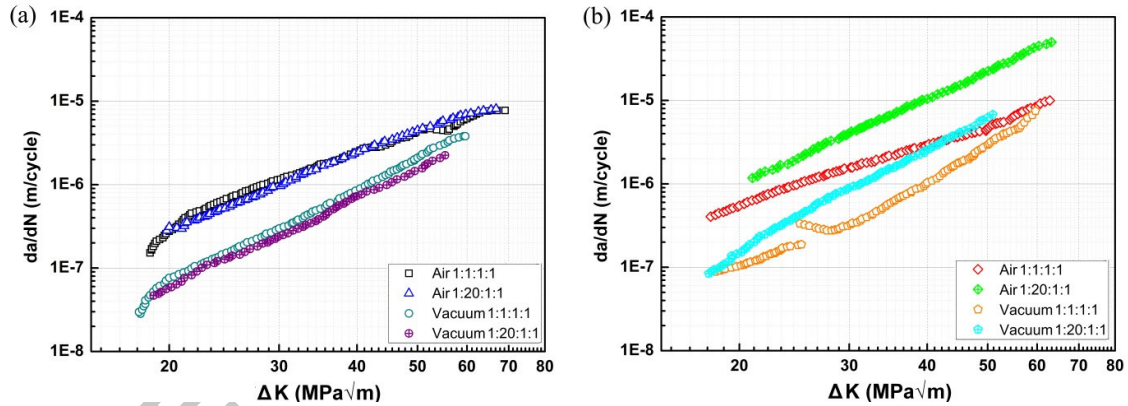 (a)
1E-4
1E-5
1E-6
1E-7
1E-8
da/dN (m/cycle)
20 30 40 50 60 70 80
ΔK (MPa√m)
Air 1:1:1:1
Air 1:20:1:1
Vacuum 1:1:1:1
Vacuum 1:20:1:1
(b)
1E-4
1E-5
1E-6
1E-7
1E-8
da/dN (m/cycle)
20 30 40 50 60 70 80
ΔK (MPa√m)
Air 1:1:1:1
Air 1:20:1:1
Vacuum 1:1:1:1
Vacuum 1:20:1:1